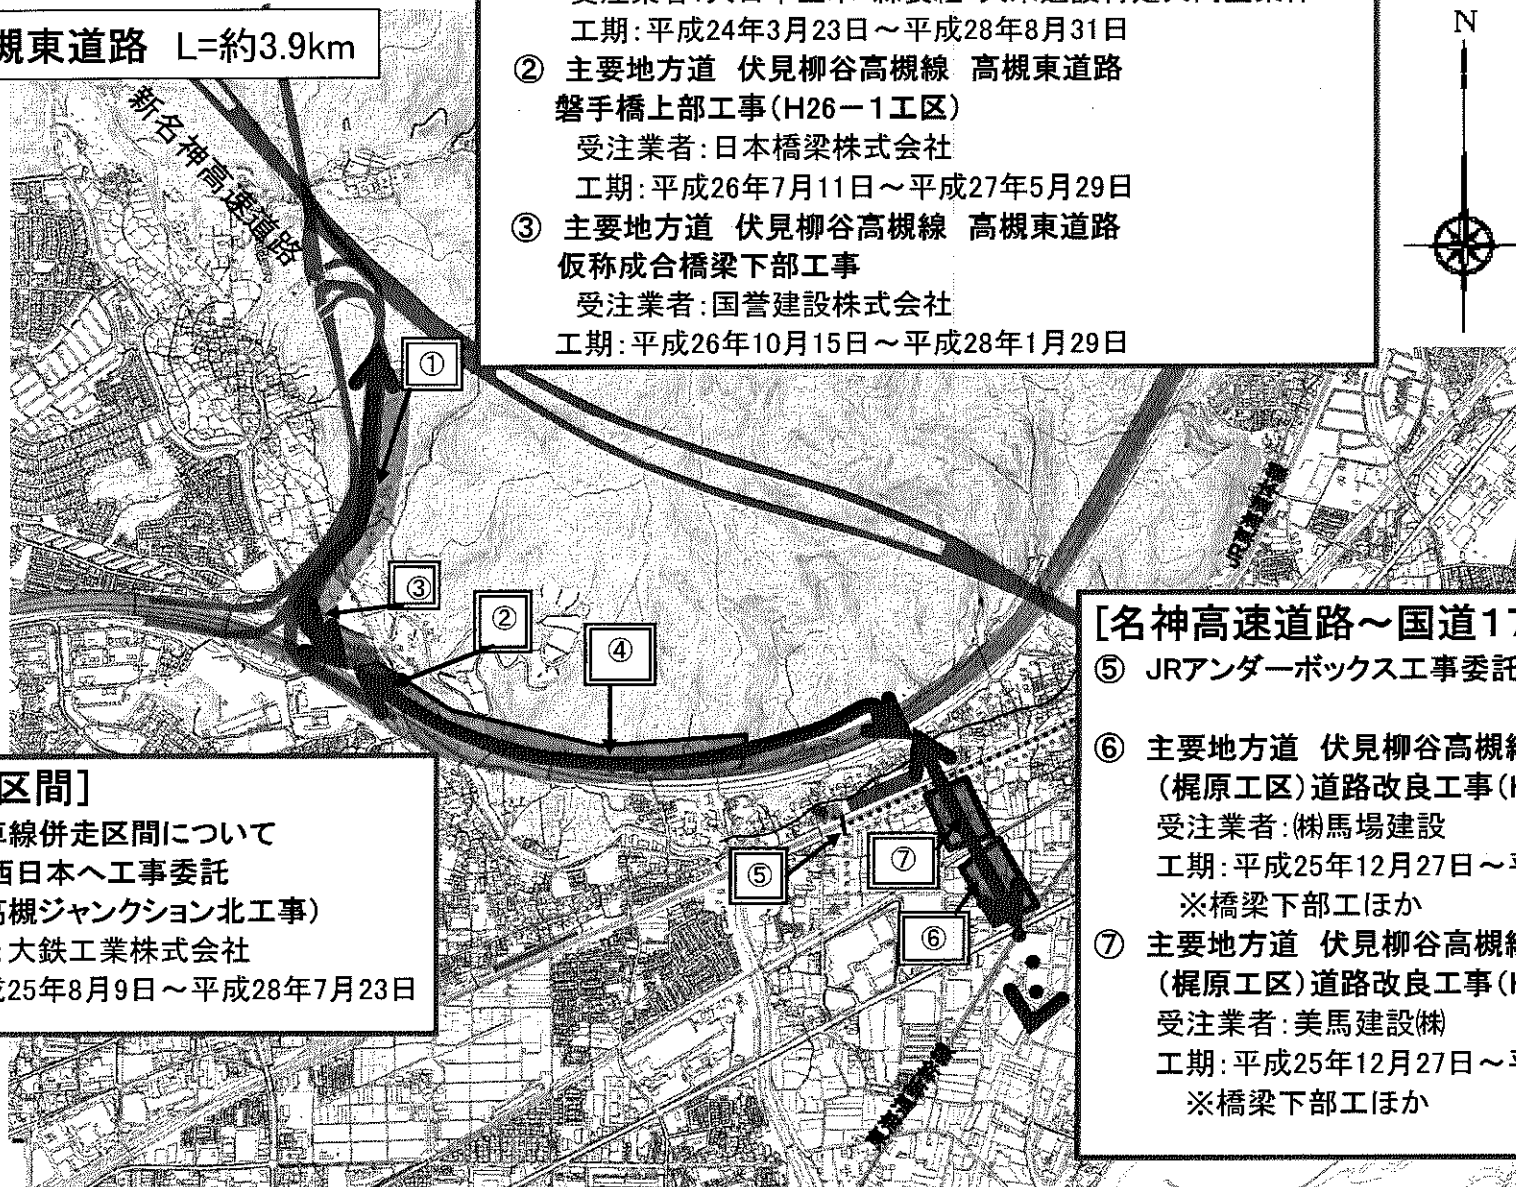 槻東道路 L=約3.9km
工期:平成24年3月23日～平成28年8月31日
② 主要地方道 伏見柳谷高槻線 高槻東道路
磐手橋上部工事(H26－1工区)
受注業者:日本橋梁株式会社
工期:平成26年7月11日～平成27年5月29日
③ 主要地方道 伏見柳谷高槻線 高槻東道路
仮称成合橋梁下部工事
受注業者:国誉建設株式会社
工期:平成26年10月15日～平成28年1月29日
N
新名神高速道路
①
③
②
④
JR東海道本線
[名神高速道路～国道17
⑤ JRアンダーボックス工事委託
⑥ 主要地方道 伏見柳谷高槻線
(梶原工区)道路改良工事(H
受注業者:㈱馬場建設
工期:平成25年12月27日～平
※橋梁下部工ほか
⑦ 主要地方道 伏見柳谷高槻線
(梶原工区)道路改良工事(H
受注業者:美馬建設㈱
工期:平成25年12月27日～平
※橋梁下部工ほか
区間]
車線併走区間について
西日本へ工事委託
高槻ジャンクション北工事)
:大鉄工業株式会社
成25年8月9日～平成28年7月23日
⑤
⑦
⑥
東海道新幹線